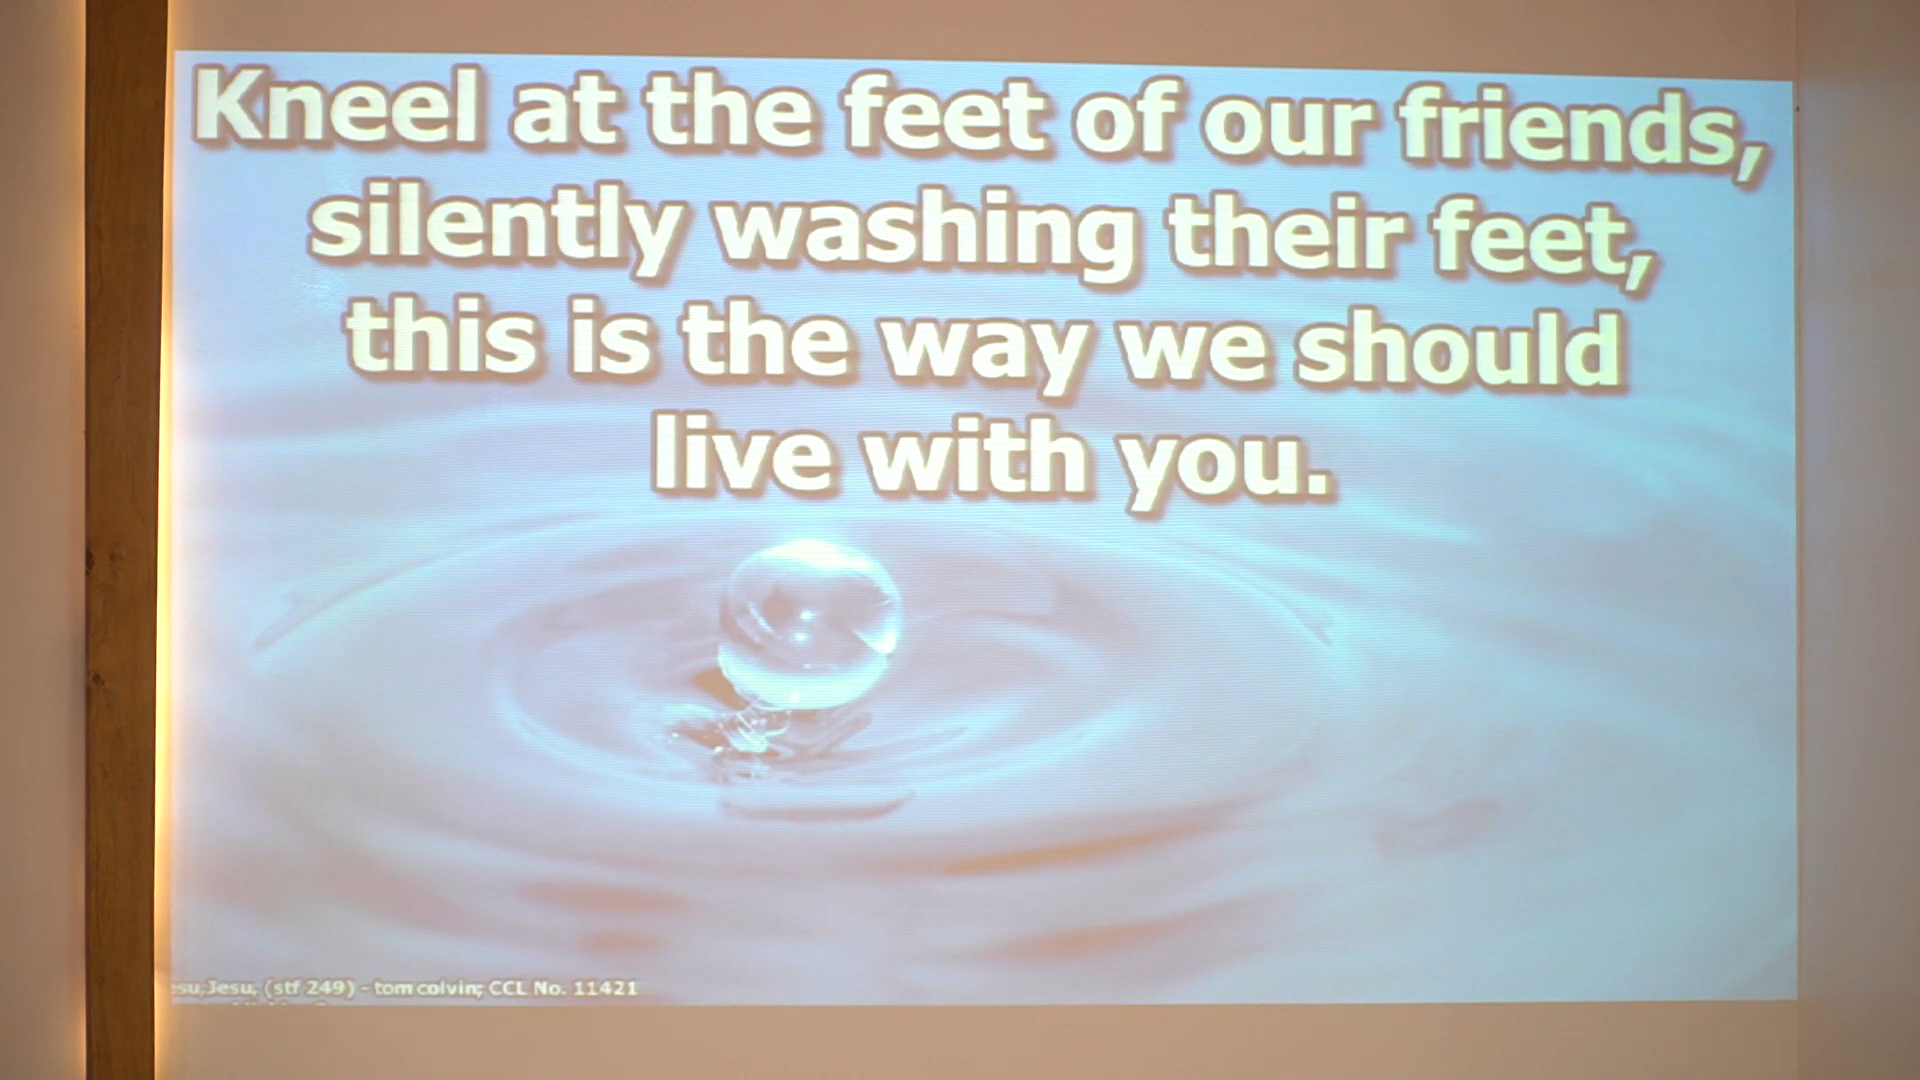 Kneel at the feet of our friends,
silently washing their feet,
this is the way we should
live with you.
esu,Jesu, (stf 249) - tom colvin; CCL No. 11421